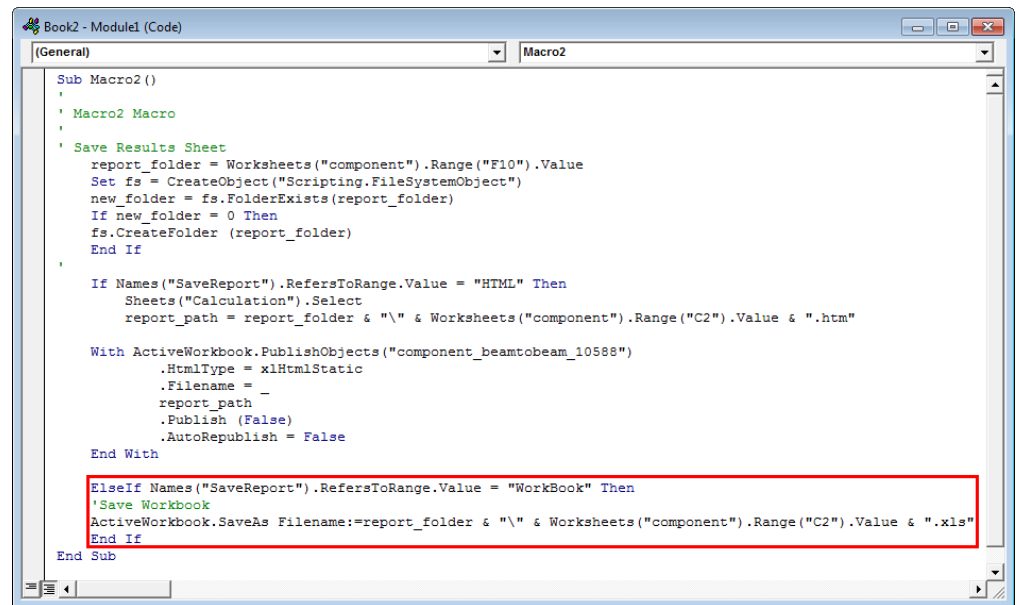 Book2 - Module1 (Code)
(General) Macro2
Sub Macro2()
'
' Macro2 Macro
'
' Save Results Sheet
report_folder = Worksheets("component").Range("F10").Value
Set fs = CreateObject("Scripting.FileSystemObject")
new_folder = fs.FolderExists(report_folder)
If new_folder = 0 Then
fs.CreateFolder (report_folder)
End If
'
If Names("SaveReport").RefersToRange.Value = "HTML" Then
Sheets("Calculation").Select
report_path = report_folder & "\" & Worksheets("component").Range("C2").Value & ".htm"
With ActiveWorkbook.PublishObjects("component_beamtobeam_10588")
.HtmlType = xlHtmlStatic
.Filename = _
report_path
.Publish (False)
.AutoRepublish = False
End With
ElseIf Names("SaveReport").RefersToRange.Value = "WorkBook" Then
'Save Workbook
ActiveWorkbook.SaveAs Filename:=report_folder & "\" & Worksheets("component").Range("C2").Value & ".xls"
End If
End Sub